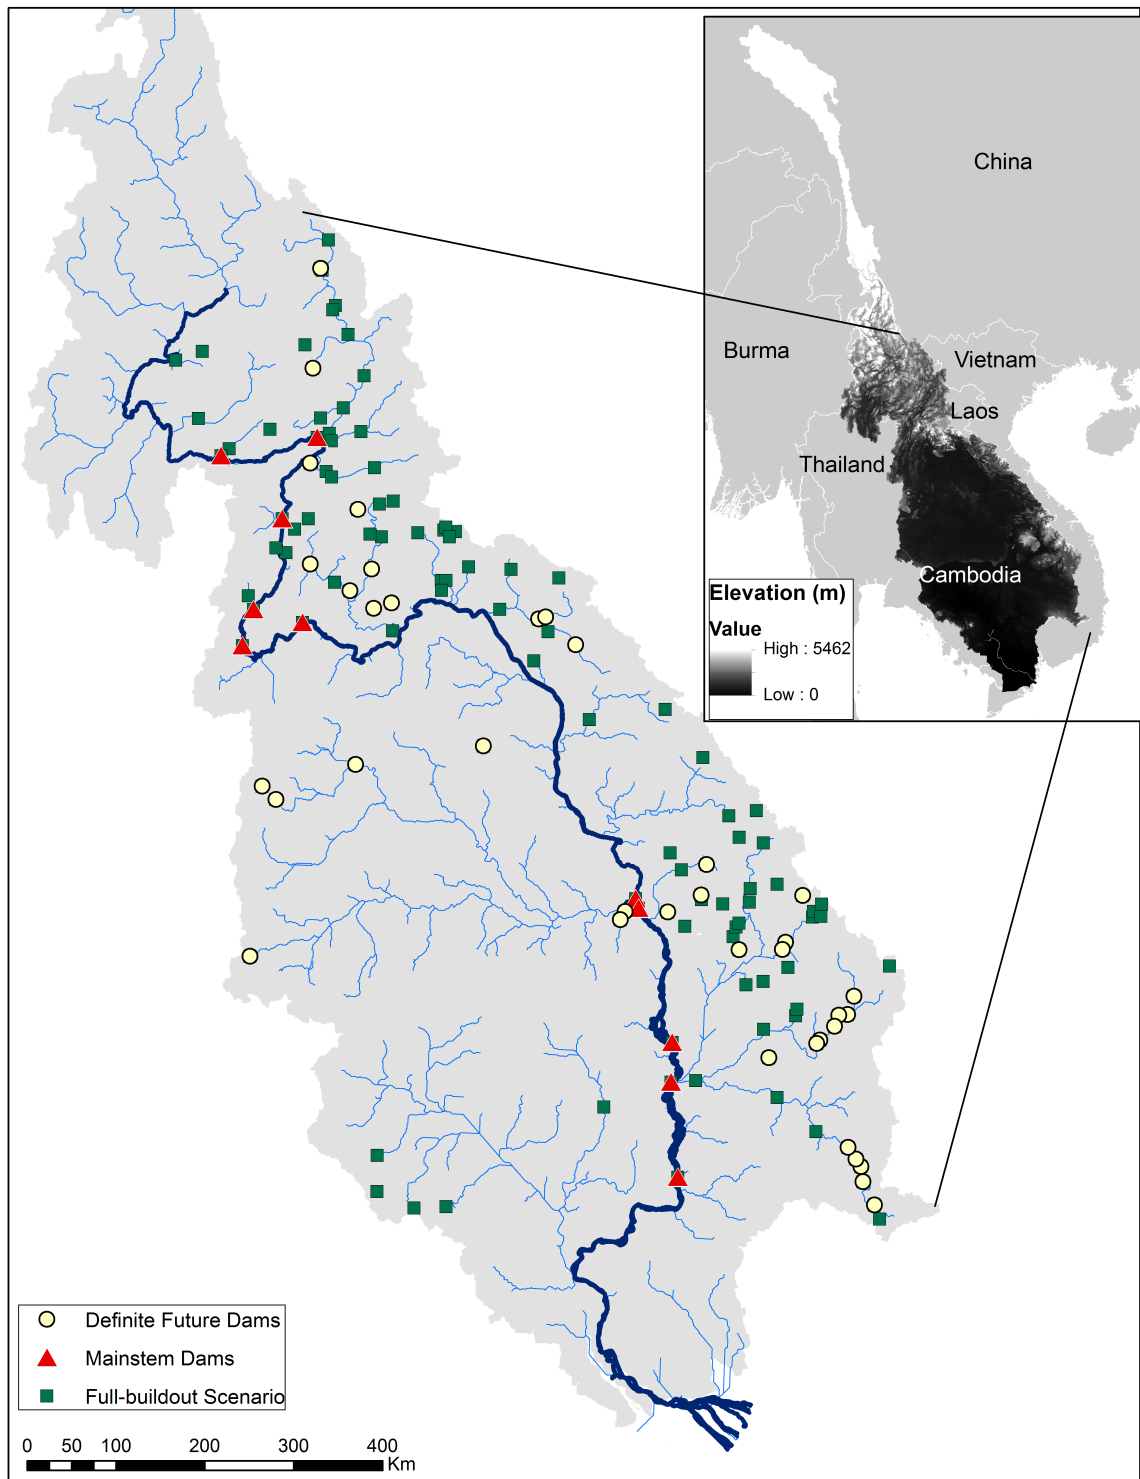 China
Burma
Vietnam
Laos
Thailand
Cambodia
Elevation (m)
Value
High : 5462
Low : 0
Definite Future Dams
Mainstem Dams
Full-buildout Scenario
0 50 100 200 300 400
Km